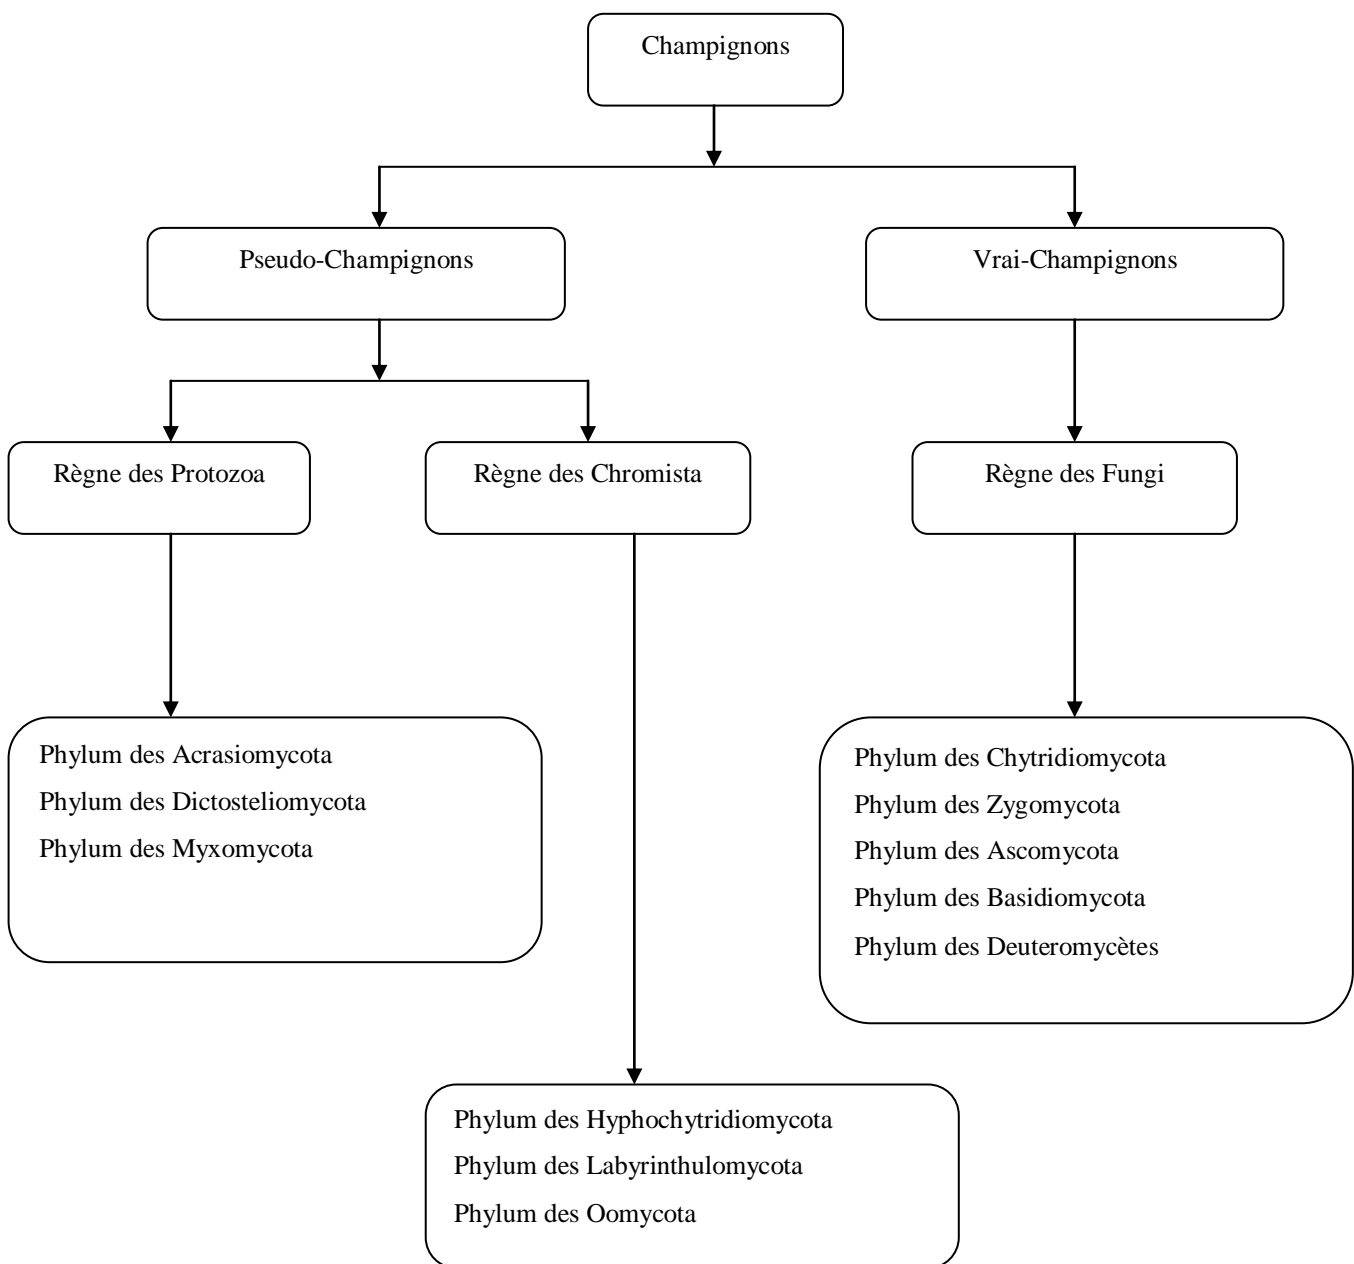 Champignons
Pseudo-Champignons
Vrai-Champignons
Règne des Protozoa
Règne des Chromista
Règne des Fungi
Phylum des Acrasiomycota
Phylum des Dictosteliomycota
Phylum des Myxomycota
Phylum des Chytridiomycota
Phylum des Zygomycota
Phylum des Ascomycota
Phylum des Basidiomycota
Phylum des Deuteromycètes
Phylum des Hyphochytridiomycota
Phylum des Labyrinthulomycota
Phylum des Oomycota